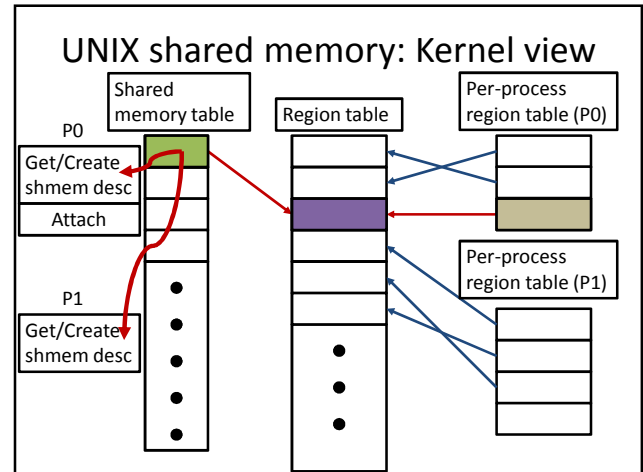 UNIX shared memory: Kernel view
Shared
memory table
Region table
Per-process
region table (P0)
P0
Get/Create
shmem desc
Attach
Per-process
region table (P1)
P1
Get/Create
shmem desc